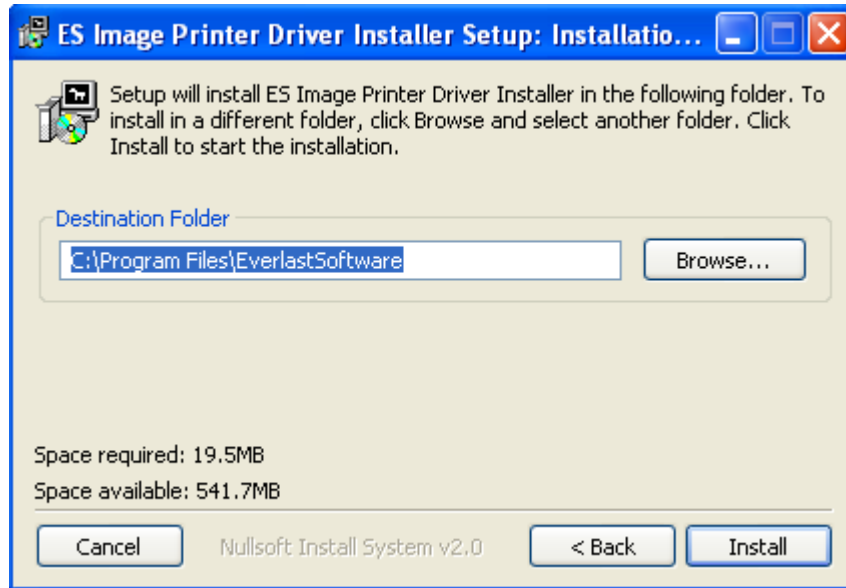 ES Image Printer Driver Installer Setup: Installatio...
Setup will install ES Image Printer Driver Installer in the following folder. To
install in a different folder, click Browse and select another folder. Click
Install to start the installation.
Destination Folder
C:\Program Files\EverlastSoftware
Browse...
Space required: 19.5MB
Space available: 541.7MB
Cancel
Nullsoft Install System v2.0
< Back
Install